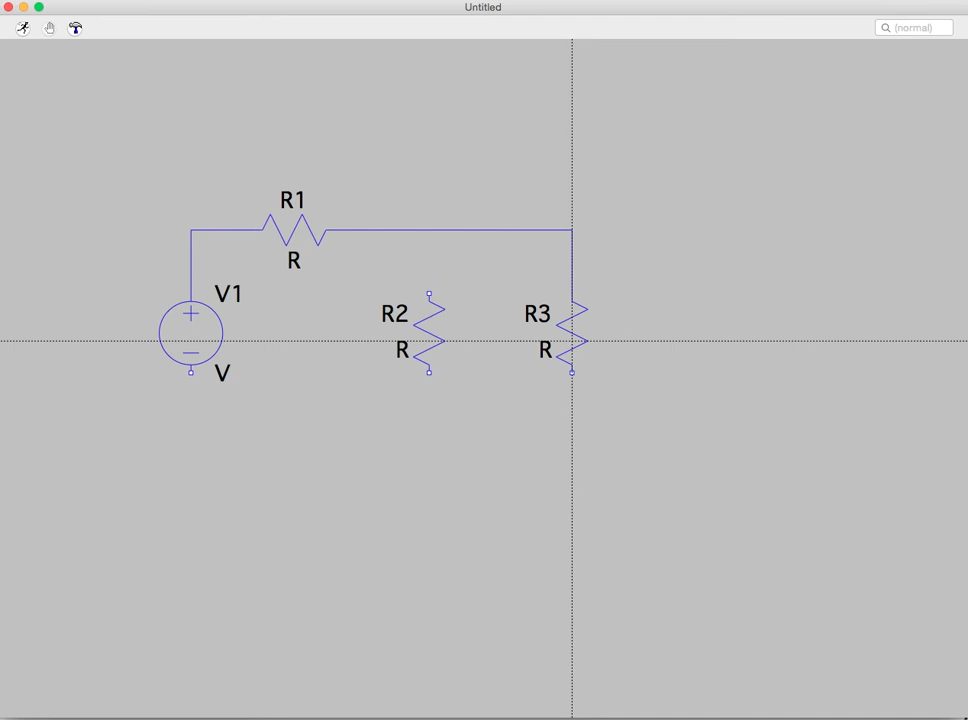 Untitled
(normal)
R1
R
V1
R2
R3
R
R
V